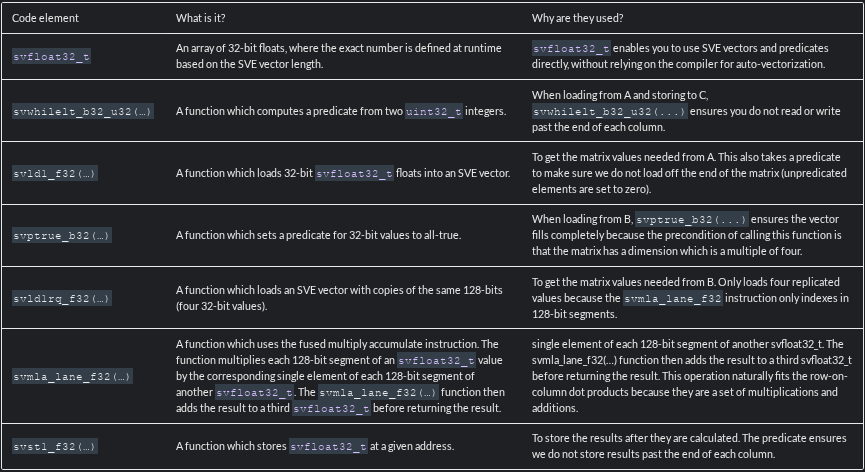 Code element What is it? Why are they used?
svfloat32_t
An array of 32-bit floats, where the exact number is defined at runtime
based on the SVE vector length.
svfloat32_t enables you to use SVE vectors and predicates
directly, without relying on the compiler for auto-vectorization.
svwhilelt_b32_u32(…)
A function which computes a predicate from two uint32_t integers.
When loading from A and storing to C,
svwhilelt_b32_u32(...) ensures you do not read or write
past the end of each column.
svld1_f32(…)
A function which loads 32-bit svfloat32_t floats into an SVE vector.
To get the matrix values needed from A. This also takes a predicate
to make sure we do not load off the end of the matrix (unpredicated
elements are set to zero).
svptrue_b32(…)
A function which sets a predicate for 32-bit values to all-true.
When loading from B, svptrue_b32(...) ensures the vector
fills completely because the precondition of calling this function is
that the matrix has a dimension which is a multiple of four.
svld1rq_f32(…)
A function which loads an SVE vector with copies of the same 128-bits
(four 32-bit values).
To get the matrix values needed from B. Only loads four replicated
values because the svmla_lane_f32 instruction only indexes in
128-bit segments.
svmla_lane_f32(…)
A function which uses the fused multiply accumulate instruction. The
function multiplies each 128-bit segment of an svfloat32_t value
by the corresponding single element of each 128-bit segment of
another svfloat32_t. The svmla_lane_f32(…) function then
adds the result to a third svfloat32_t before returning the result.
single element of each 128-bit segment of another svfloat32_t. The
svmla_lane_f32(…) function then adds the result to a third svfloat32_t
before returning the result. This operation naturally fits the row-on-
column dot products because they are a set of multiplications and
additions.
svst1_f32(…)
A function which stores svfloat32_t at a given address.
To store the results after they are calculated. The predicate ensures
we do not store results past the end of each column.